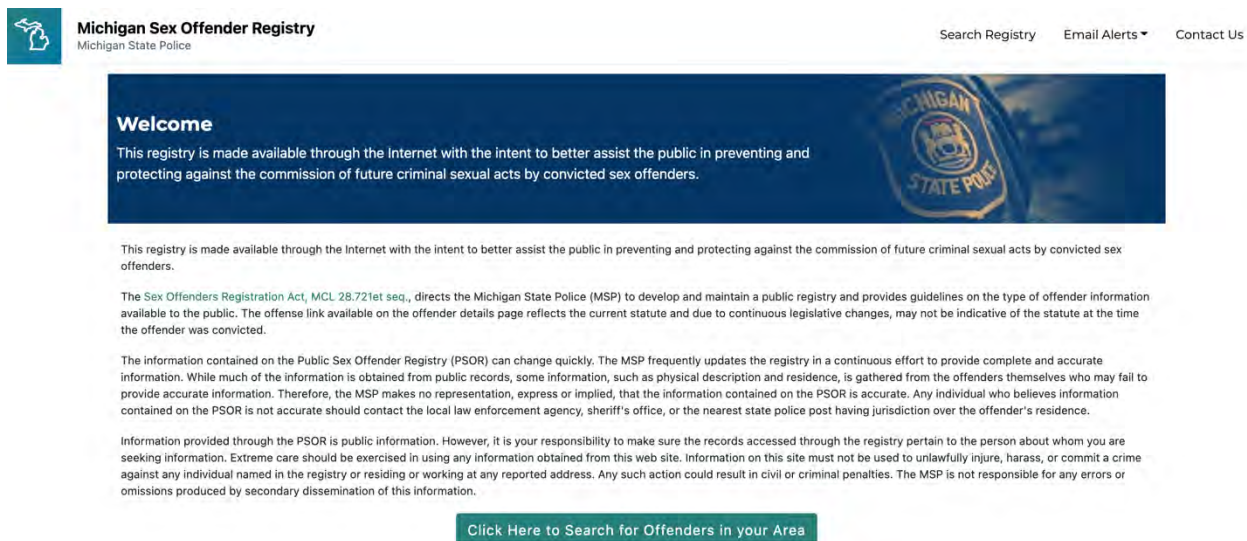 Michigan Sex Offender Registry
Michigan State Police
Search Registry Email Alerts Contact Us
Welcome
This registry is made available through the Internet with the intent to better assist the public in preventing and
protecting against the commission of future criminal sexual acts by convicted sex offenders.
MICHIGAN
STATE POLICE
This registry is made available through the Internet with the intent to better assist the public in preventing and protecting against the commission of future criminal sexual acts by convicted sex
offenders.
The Sex Offenders Registration Act, MCL 28.721et seq., directs the Michigan State Police (MSP) to develop and maintain a public registry and provides guidelines on the type of offender information
available to the public. The offense link available on the offender details page reflects the current statute and due to continuous legislative changes, may not be indicative of the statute at the time
the offender was convicted.
The information contained on the Public Sex Offender Registry (PSOR) can change quickly. The MSP frequently updates the registry in a continuous effort to provide complete and accurate
information. While much of the information is obtained from public records, some information, such as physical description and residence, is gathered from the offenders themselves who may fail to
provide accurate information. Therefore, the MSP makes no representation, express or implied, that the information contained on the PSOR is accurate. Any individual who believes information
contained on the PSOR is not accurate should contact the local law enforcement agency, sheriff's office, or the nearest state police post having jurisdiction over the offender's residence.
Information provided through the PSOR is public information. However, it is your responsibility to make sure the records accessed through the registry pertain to the person about whom you are
seeking information. Extreme care should be exercised in using any information obtained from this web site. Information on this site must not be used to unlawfully injure, harass, or commit a crime
against any individual named in the registry or residing or working at any reported address. Any such action could result in civil or criminal penalties. The MSP is not responsible for any errors or
omissions produced by secondary dissemination of this information.
Click Here to Search for Offenders in your Area